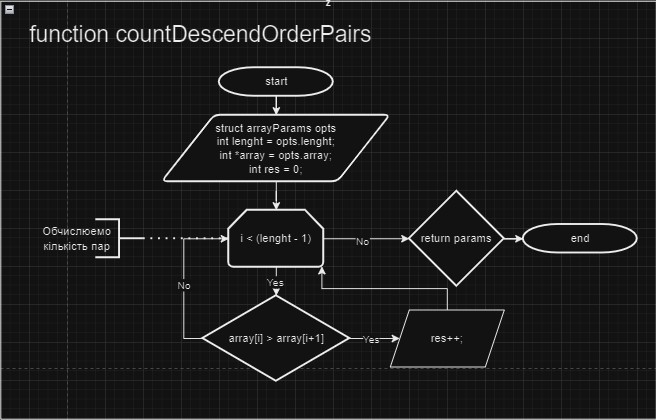 z
function countDescendOrderPairs
start
struct arrayParams opts
int lenght = opts.lenght;
int *array = opts.array;
int res = 0;
Обчислюемо
кількість пар
i < (lenght - 1)
No
return params
end
Yes
No
array[i] > array[i+1]
Yes
res++;